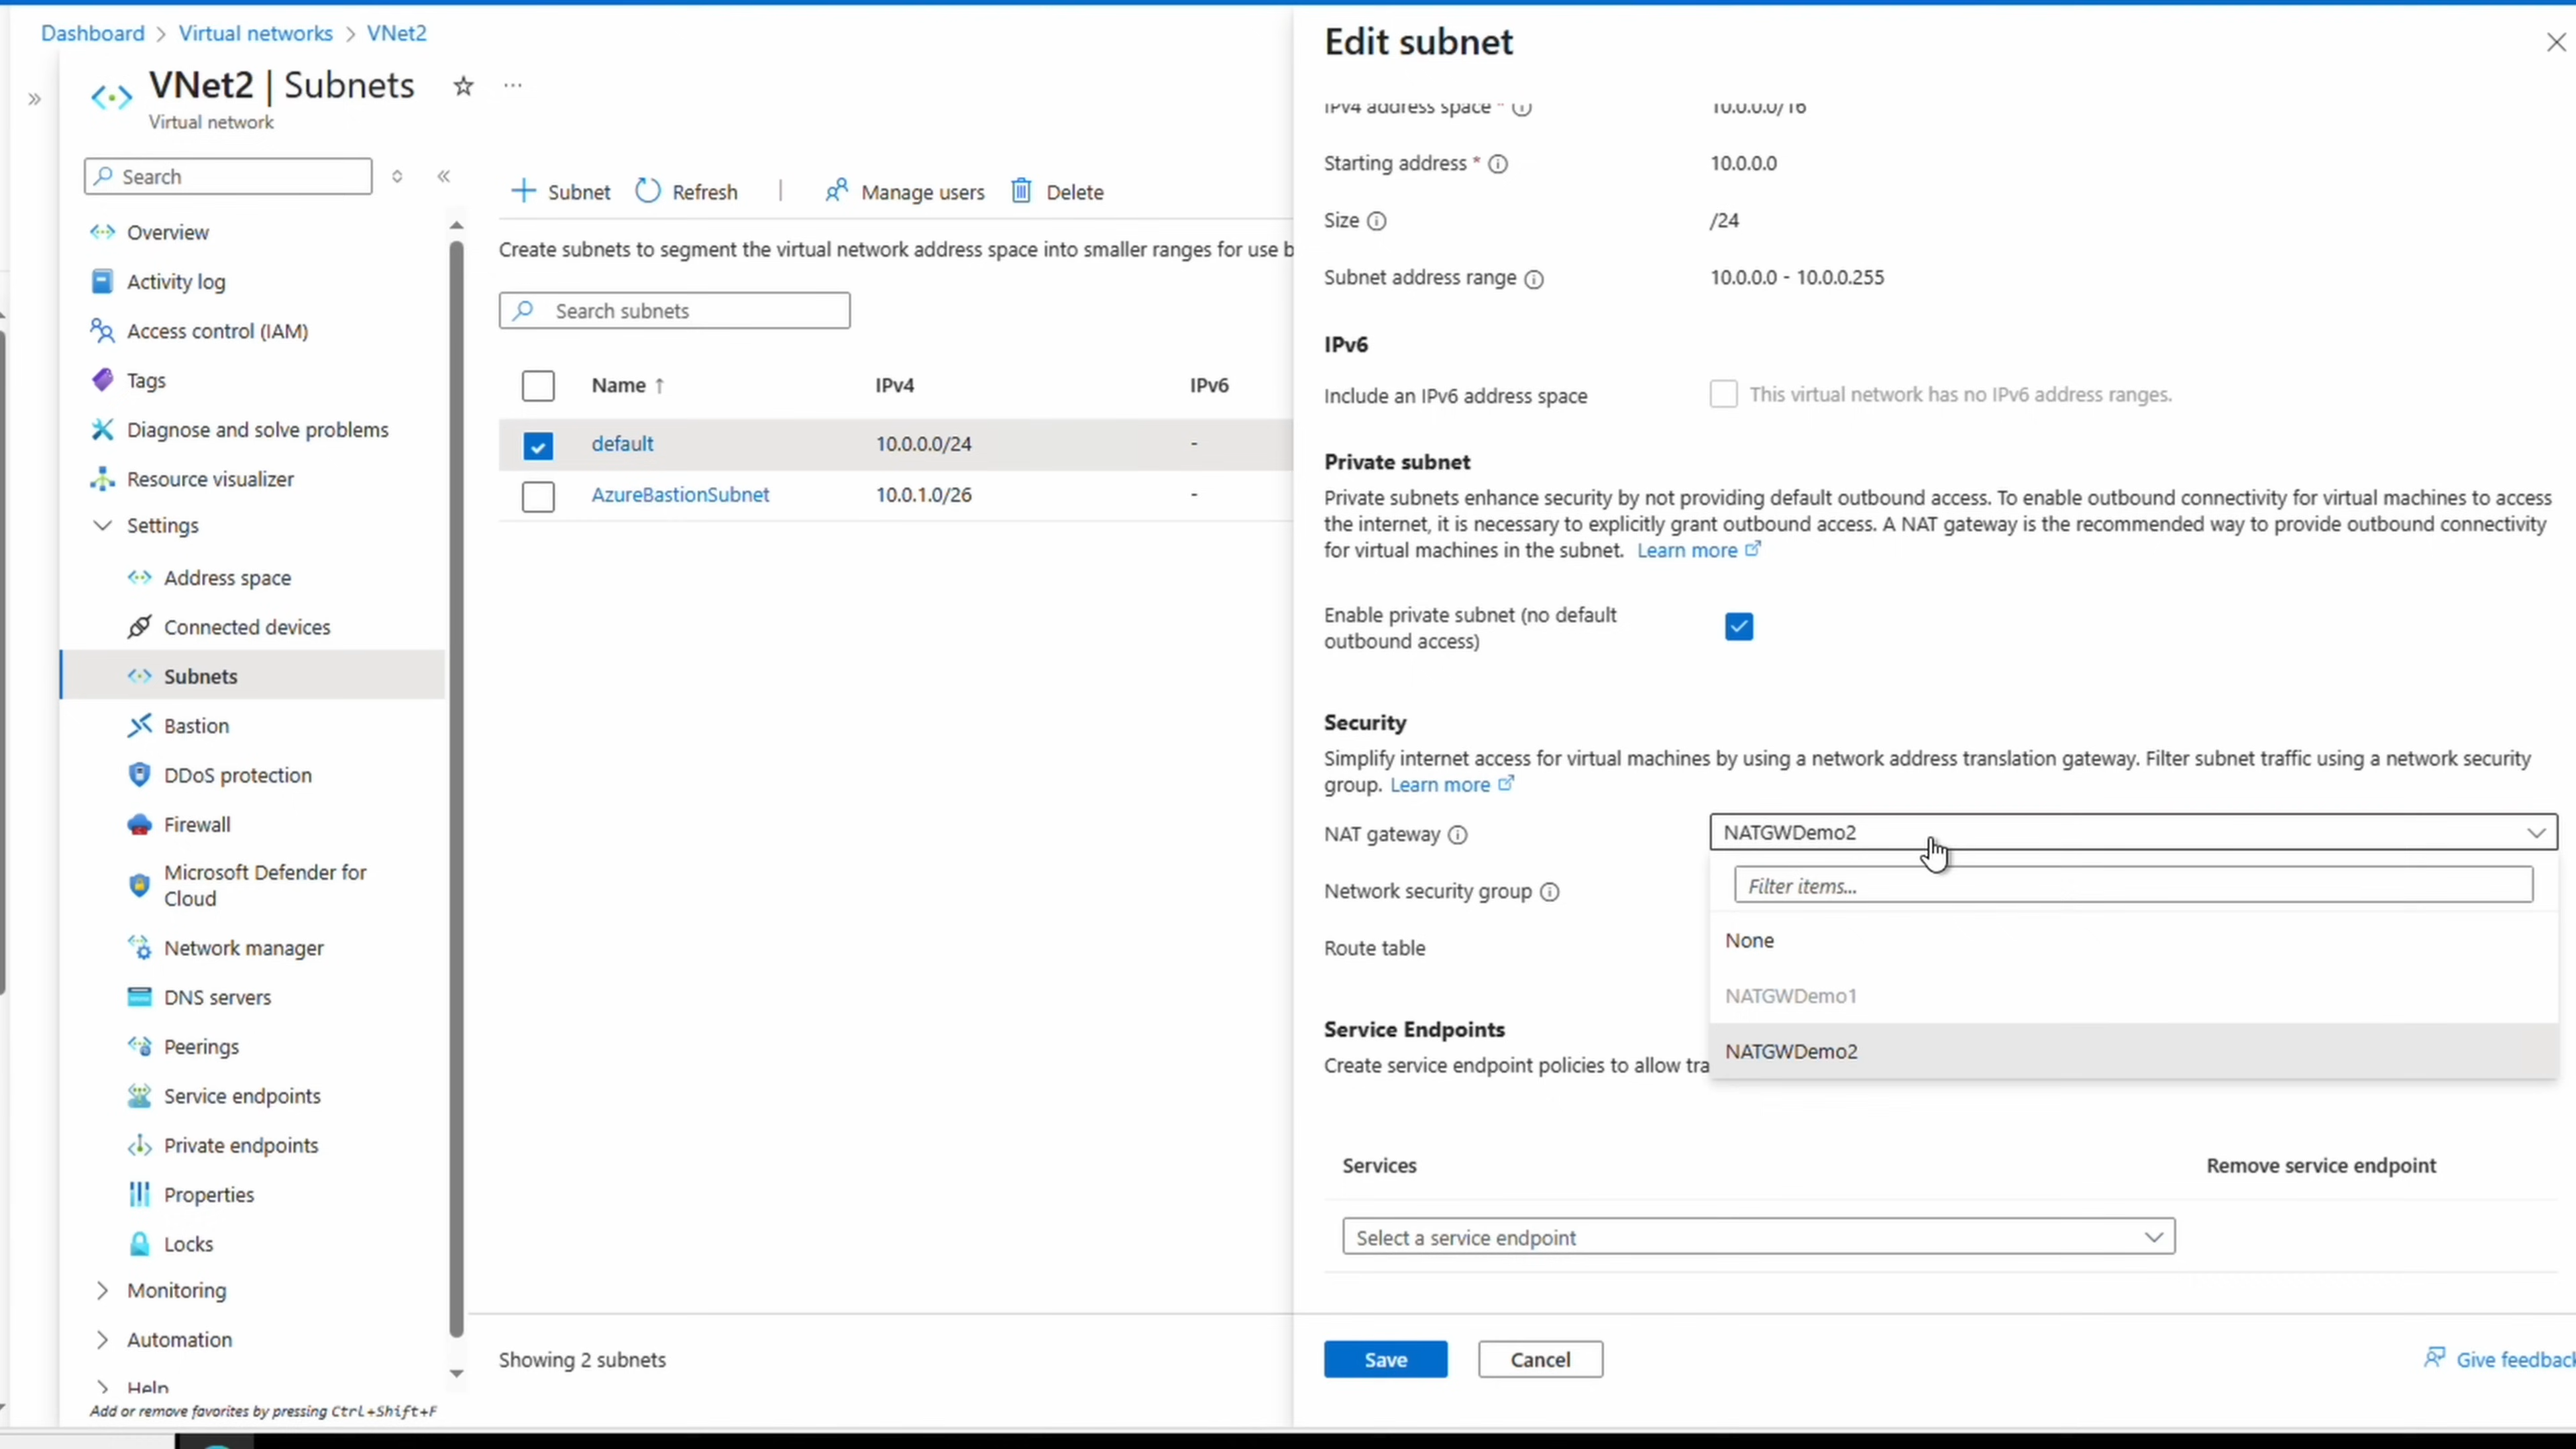 Dashboard > Virtual networks > VNet2
VNet2 | Subnets
Virtual network
Search
Overview
Activity log
Access control (IAM)
Tags
Diagnose and solve problems
Resource visualizer
Settings
Address space
Connected devices
Subnets
Bastion
DDoS protection
Firewall
Microsoft Defender for
Cloud
Network manager
DNS servers
Peerings
Service endpoints
Private endpoints
Properties
Locks
Monitoring
Automation
Help
Add or remove favorites by pressing Ctrl+Shift+F
Subnet Refresh Manage users Delete
Create subnets to segment the virtual network address space into smaller ranges for use b
Search subnets
Name ↑ IPv4 IPv6
default 10.0.0.0/24 -
AzureBastionSubnet 10.0.1.0/26 -
Showing 2 subnets
Edit subnet
IPv4 address space * 10.0.0.0/16
Starting address * 10.0.0.0
Size /24
Subnet address range 10.0.0.0 - 10.0.0.255
IPv6
Include an IPv6 address space This virtual network has no IPv6 address ranges.
Private subnet
Private subnets enhance security by not providing default outbound access. To enable outbound connectivity for virtual machines to access
the internet, it is necessary to explicitly grant outbound access. A NAT gateway is the recommended way to provide outbound connectivity
for virtual machines in the subnet. Learn more
Enable private subnet (no default
outbound access)
Security
Simplify internet access for virtual machines by using a network address translation gateway. Filter subnet traffic using a network security
group. Learn more
NAT gateway NATGWDemo2
Filter items...
Network security group
None
Route table
NATGWDemo1
Service Endpoints
NATGWDemo2
Create service endpoint policies to allow tra
Services Remove service endpoint
Select a service endpoint
Save Cancel Give feedback